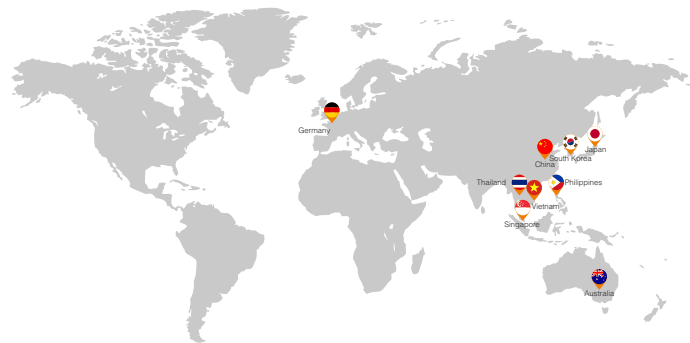 Germany
Japan
South Korea
China
Thailand
Philippines
Vietnam
Singapore
Australia